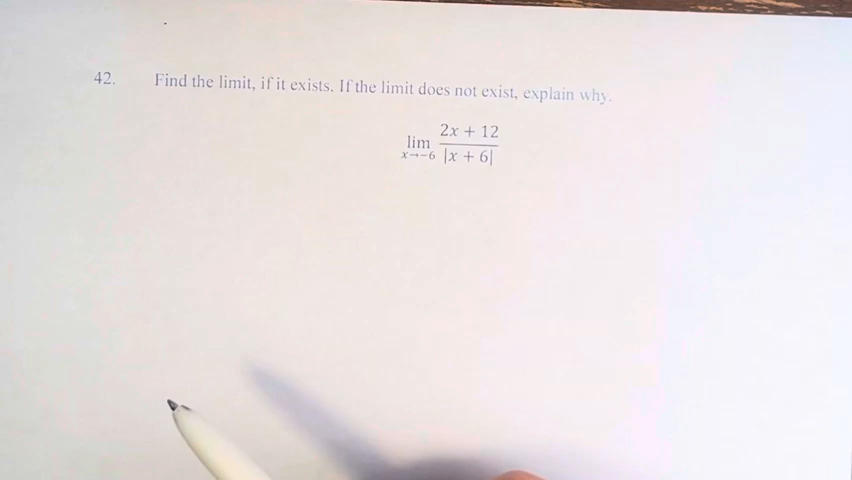 42. Find the limit, if it exists. If the limit does not exist, explain why.
lim x→-6 (2x + 12)/|x + 6|